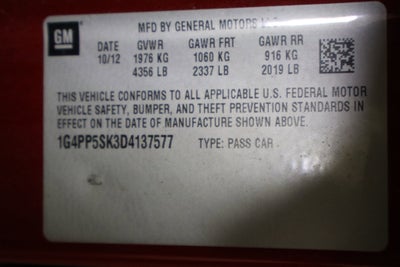 GM
MFD BY GENERAL MOTORS LLC
DATE GVWR GAWR FRT GAWR RR
10/12 1976 KG 1060 KG 916 KG
4356 LB 2337 LB 2019 LB
THIS VEHICLE CONFORMS TO ALL APPLICABLE U.S. FEDERAL MOTOR
VEHICLE SAFETY, BUMPER, AND THEFT PREVENTION STANDARDS IN
EFFECT ON THE DATE OF MANUFACTURE SHOWN ABOVE.
1G4PP5SK3D4137577 TYPE: PASS CAR